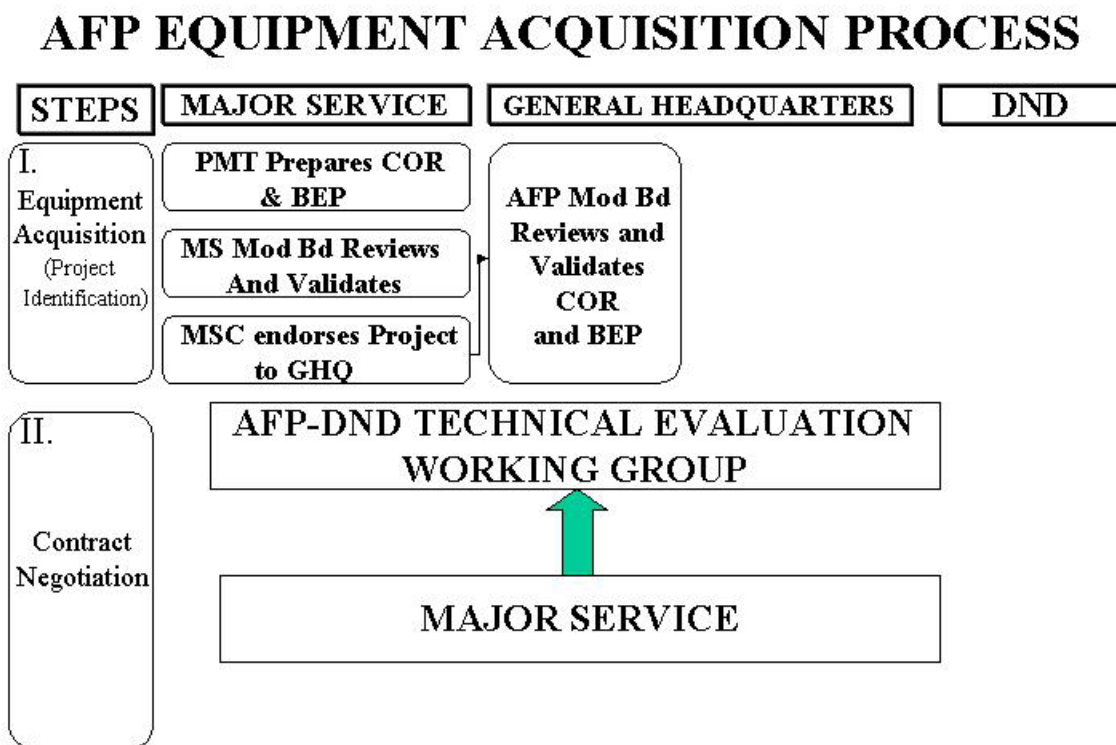 AFP EQUIPMENT ACQUISITION PROCESS
STEPS
MAJOR SERVICE
GENERAL HEADQUARTERS
DND
I.
Equipment
Acquisition
(Project
Identification)
PMT Prepares COR
& BEP
MS Mod Bd Reviews
And Validates
MSC endorses Project
to GHQ
AFP Mod Bd
Reviews and
Validates
COR
and BEP
II.
Contract
Negotiation
AFP-DND TECHNICAL EVALUATION
WORKING GROUP
MAJOR SERVICE